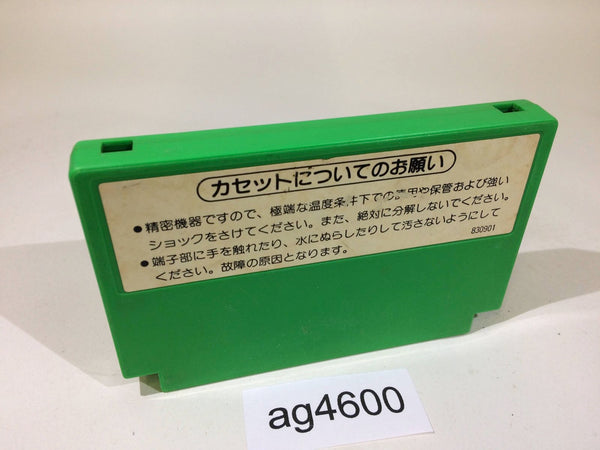 カセットについてのお願い
●精密機器ですので、極端な温度条件下での使用や保管および強い
ショックをさけてください。また、絶対に分解しないでください。
●端子部に手を触れたり、水にぬらしたりして汚さないようにして
ください。故障の原因となります。
830901
ag4600